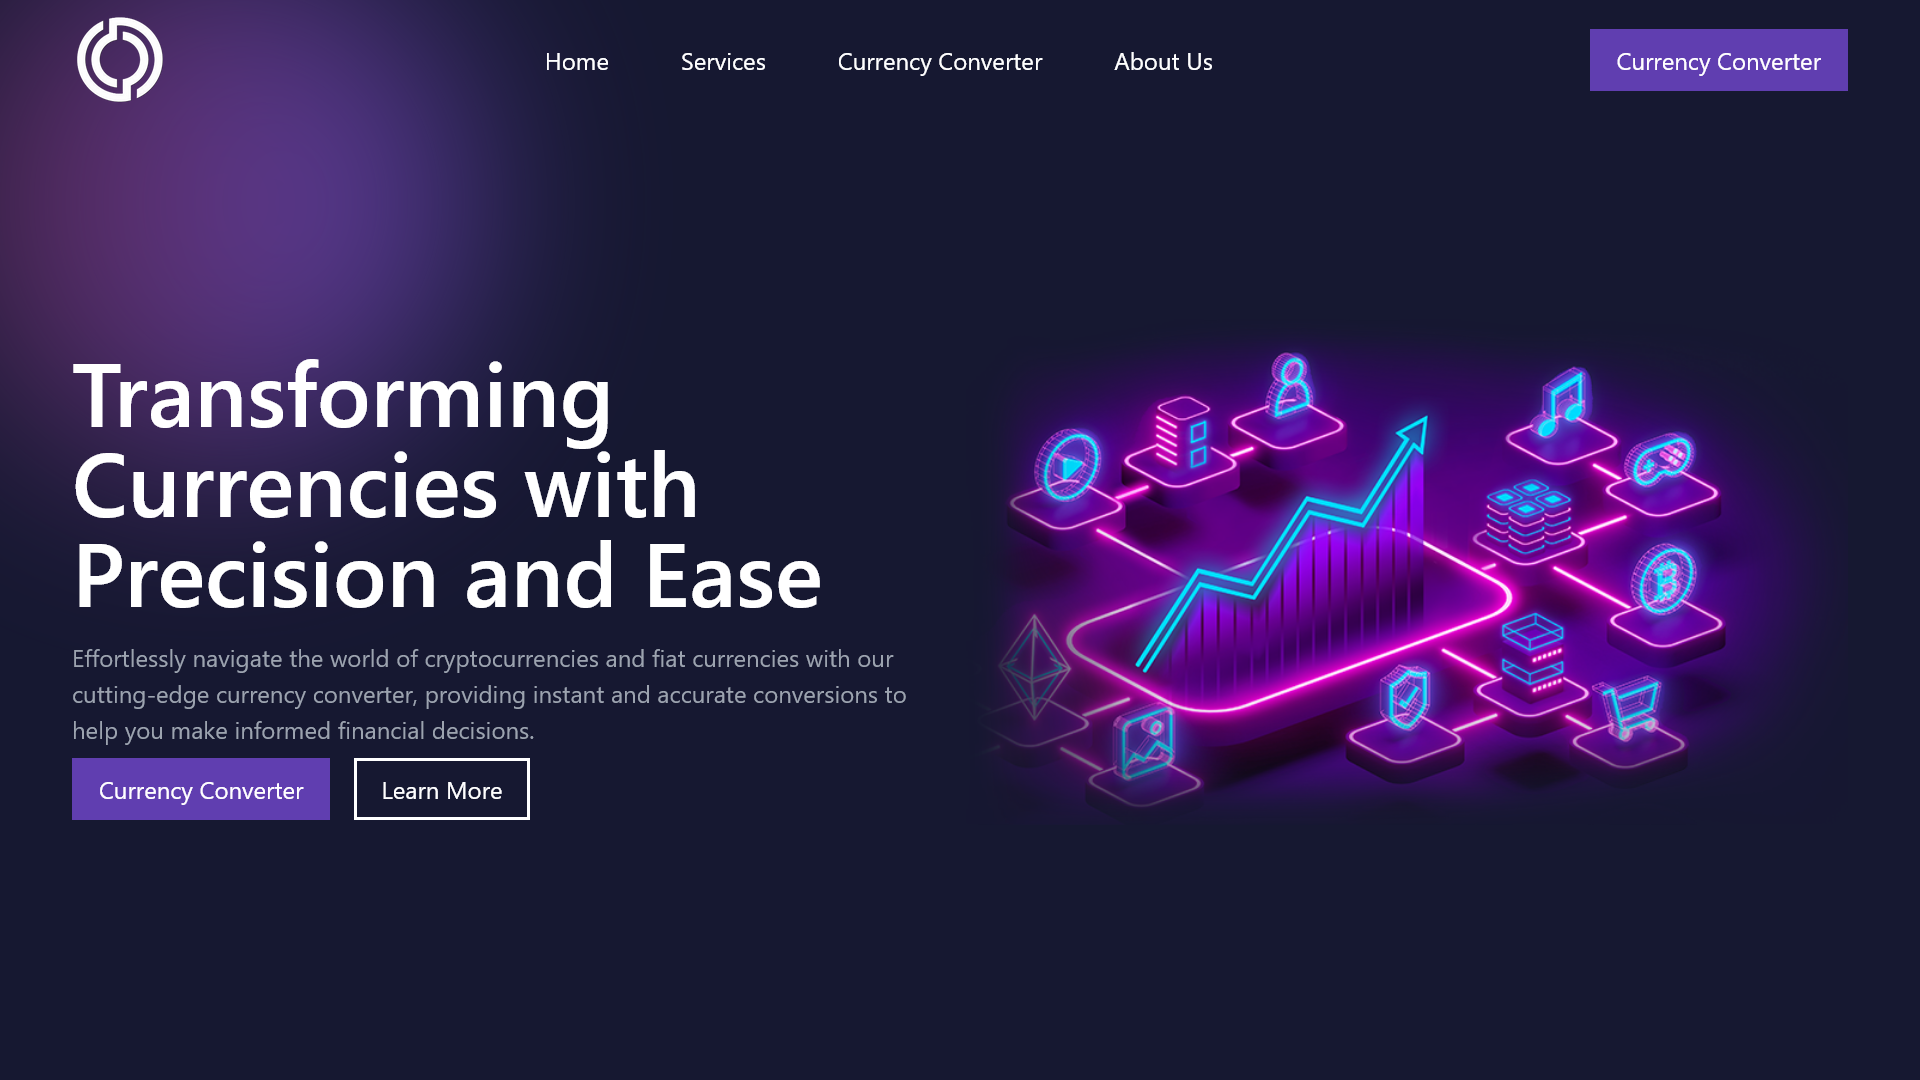 Home
Services
Currency Converter
About Us
Currency Converter
Transforming
Currencies with
Precision and Ease
Effortlessly navigate the world of cryptocurrencies and fiat currencies with our
cutting-edge currency converter, providing instant and accurate conversions to
help you make informed financial decisions.
Currency Converter
Learn More